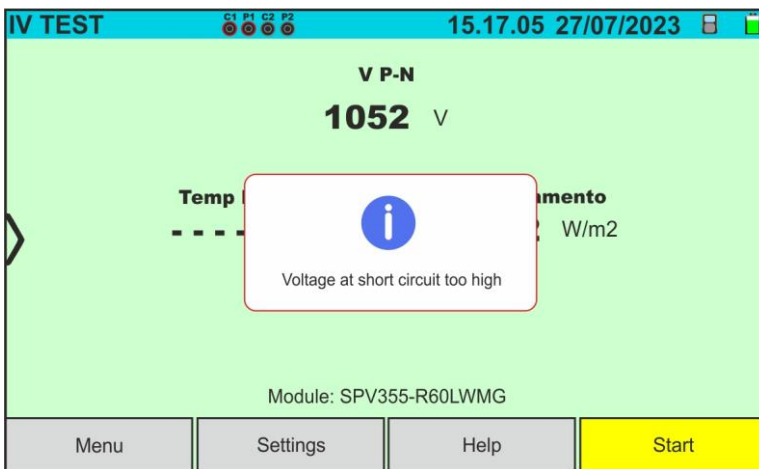 IV TEST C1 P1 C2 P2 15.17.05 27/07/2023
V P-N
1052 V
Temp amento
- - - - W/m2
Voltage at short circuit too high
Module: SPV355-R60LWMG
Menu Settings Help Start